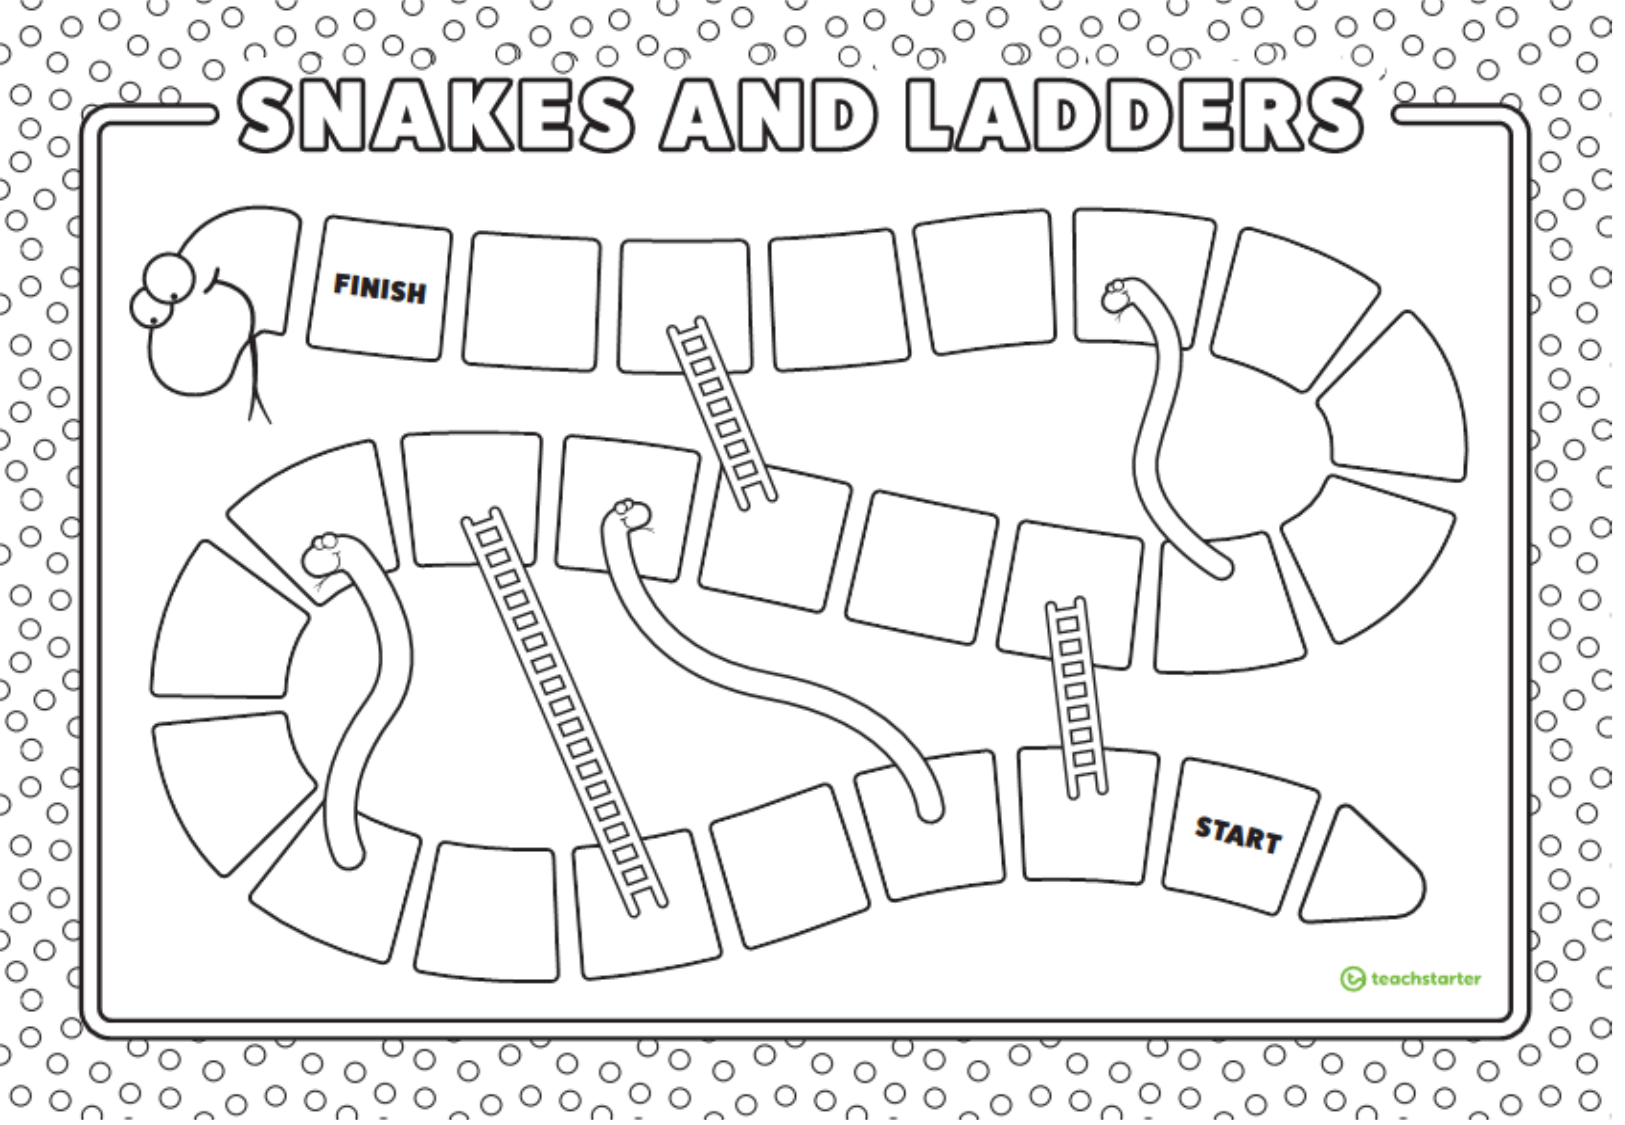 SNAKES AND LADDERS
FINISH
START
teachstarter